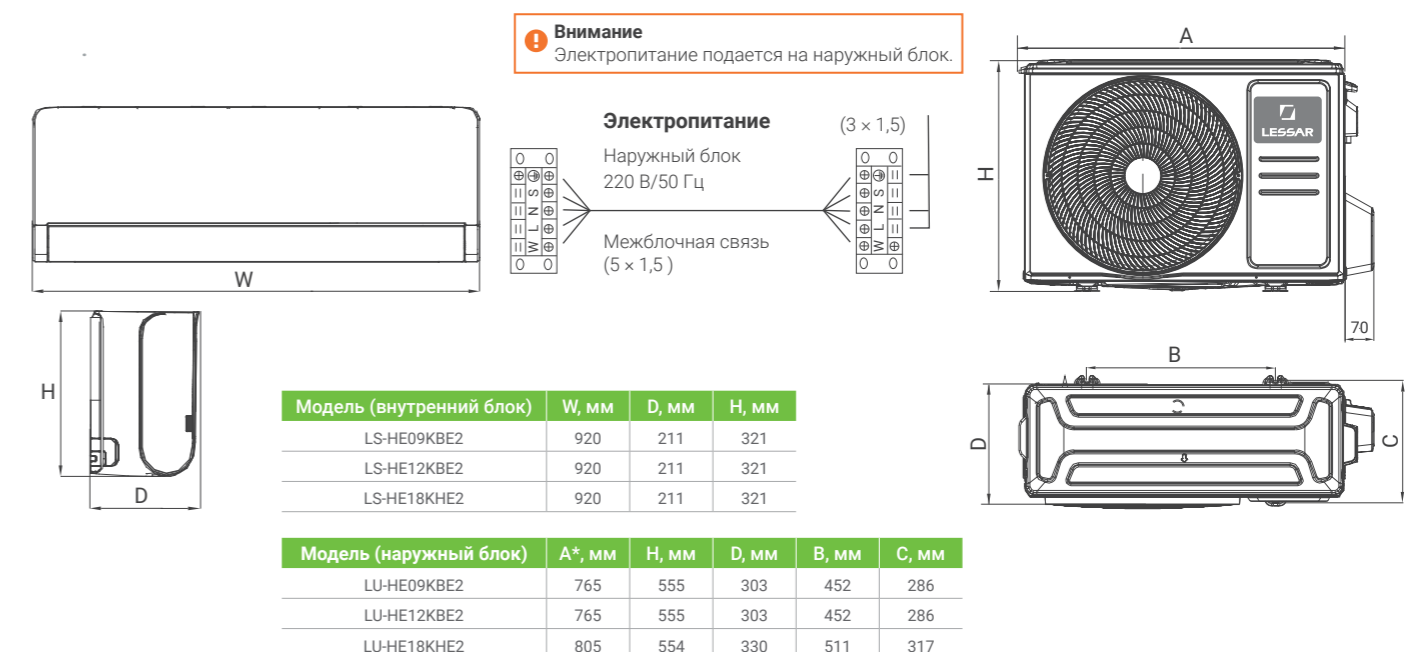 Внимание
Электропитание подается на наружный блок.
W
H
D
Электропитание
(3 × 1,5)
Наружный блок
220 В/50 Гц
Межблочная связь
(5 × 1,5 )
W L N S
W L N S
A
H
LESSAR
70
B
D
C
Модель (внутренний блок) W, мм D, мм H, мм
LS-HE09KBE2 920 211 321
LS-HE12KBE2 920 211 321
LS-HE18KHE2 920 211 321
Модель (наружный блок) A*, мм H, мм D, мм B, мм C, мм
LU-HE09KBE2 765 555 303 452 286
LU-HE12KBE2 765 555 303 452 286
LU-HE18KHE2 805 554 330 511 317